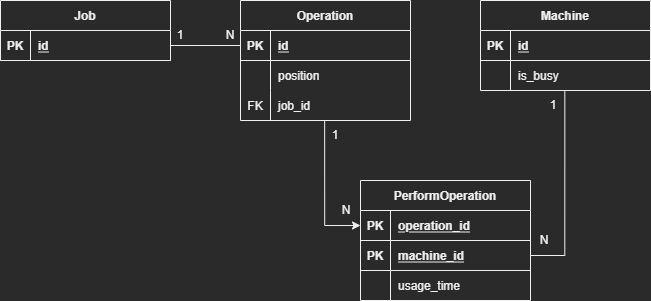 Job
PK id
1
N
Operation
PK id
position
FK job_id
Machine
PK id
is_busy
1
1
N
PerformOperation
PK operation_id
PK machine_id
usage_time
N